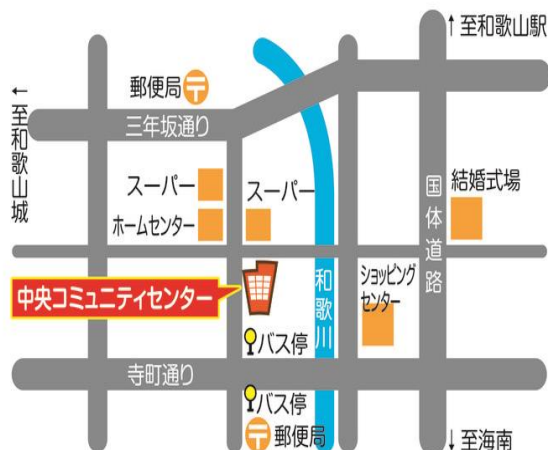 ↑至和歌山駅
郵便局
三年坂通り
←至和歌山城
スーパー
スーパー
ホームセンター
結婚式場
国体道路
中央コミュニティセンター
ショッピング
センター
和歌川
バス停
寺町通り
バス停
郵便局
↓至海南